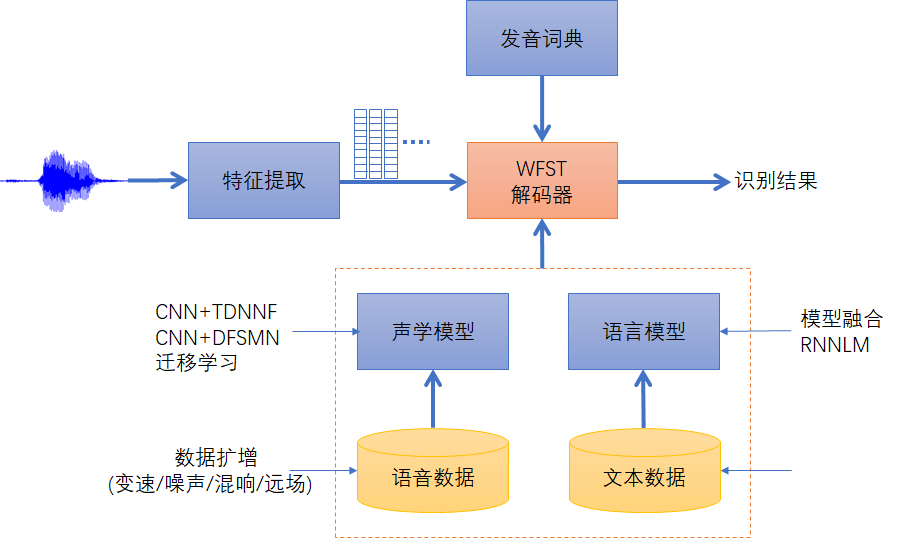 发音词典
特征提取
WFST
解码器
识别结果
CNN+TDNNF
CNN+DFSMN
迁移学习
声学模型
语言模型
模型融合
RNNLM
数据扩增
(变速/噪声/混响/远场)
语音数据
文本数据